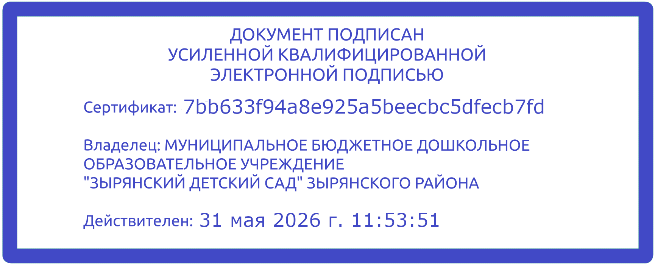 ДОКУМЕНТ ПОДПИСАН
УСИЛЕННОЙ КВАЛИФИЦИРОВАННОЙ
ЭЛЕКТРОННОЙ ПОДПИСЬЮ
Сертификат: 7bb633f94a8e925a5beecbc5dfecb7fd
Владелец: МУНИЦИПАЛЬНОЕ БЮДЖЕТНОЕ ДОШКОЛЬНОЕ
ОБРАЗОВАТЕЛЬНОЕ УЧРЕЖДЕНИЕ
"ЗЫРЯНСКИЙ ДЕТСКИЙ САД" ЗЫРЯНСКОГО РАЙОНА
Действителен: 31 мая 2026 г. 11:53:51